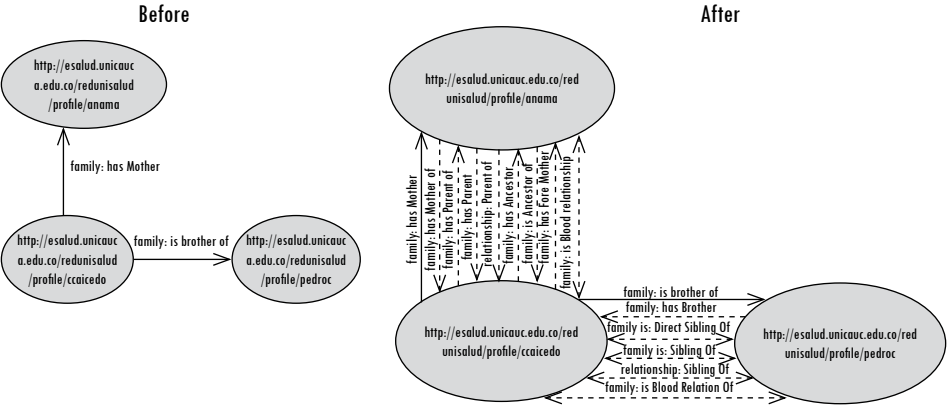 Before
After
http://esalud.unicauc
a.edu.co/redunisalud
/profile/anama
family: has Mother
http://esalud.unicauc
a.edu.co/redunisalud
/profile/ccaicedo
family: is brother of
http://esalud.unicauc
a.edu.co/redunisalud
/profile/pedroc
http://esalud.unicauc.edu.co/red
unisalud/profile/anama
family: has Mother
family: has Mother of
family: has Parent of
family: has Parent
relationship: Parent of
family: has Ancestor
family: is Ancestor of
family: has Fore Mother
family: is Blood relationship
http://esalud.unicauc.edu.co/red
unisalud/profile/ccaicedo
family: is brother of
family: has Brother
family is: Direct Sibling Of
family: is Sibling Of
relationship: Sibling Of
family: is Blood Relation Of
http://esalud.unicauc.edu.co/red
unisalud/profile/pedroc